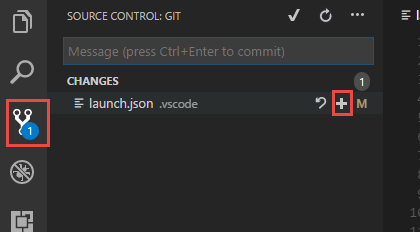 SOURCE CONTROL: GIT
Message (press Ctrl+Enter to commit)
CHANGES
1
launch.json .vscode
M
1